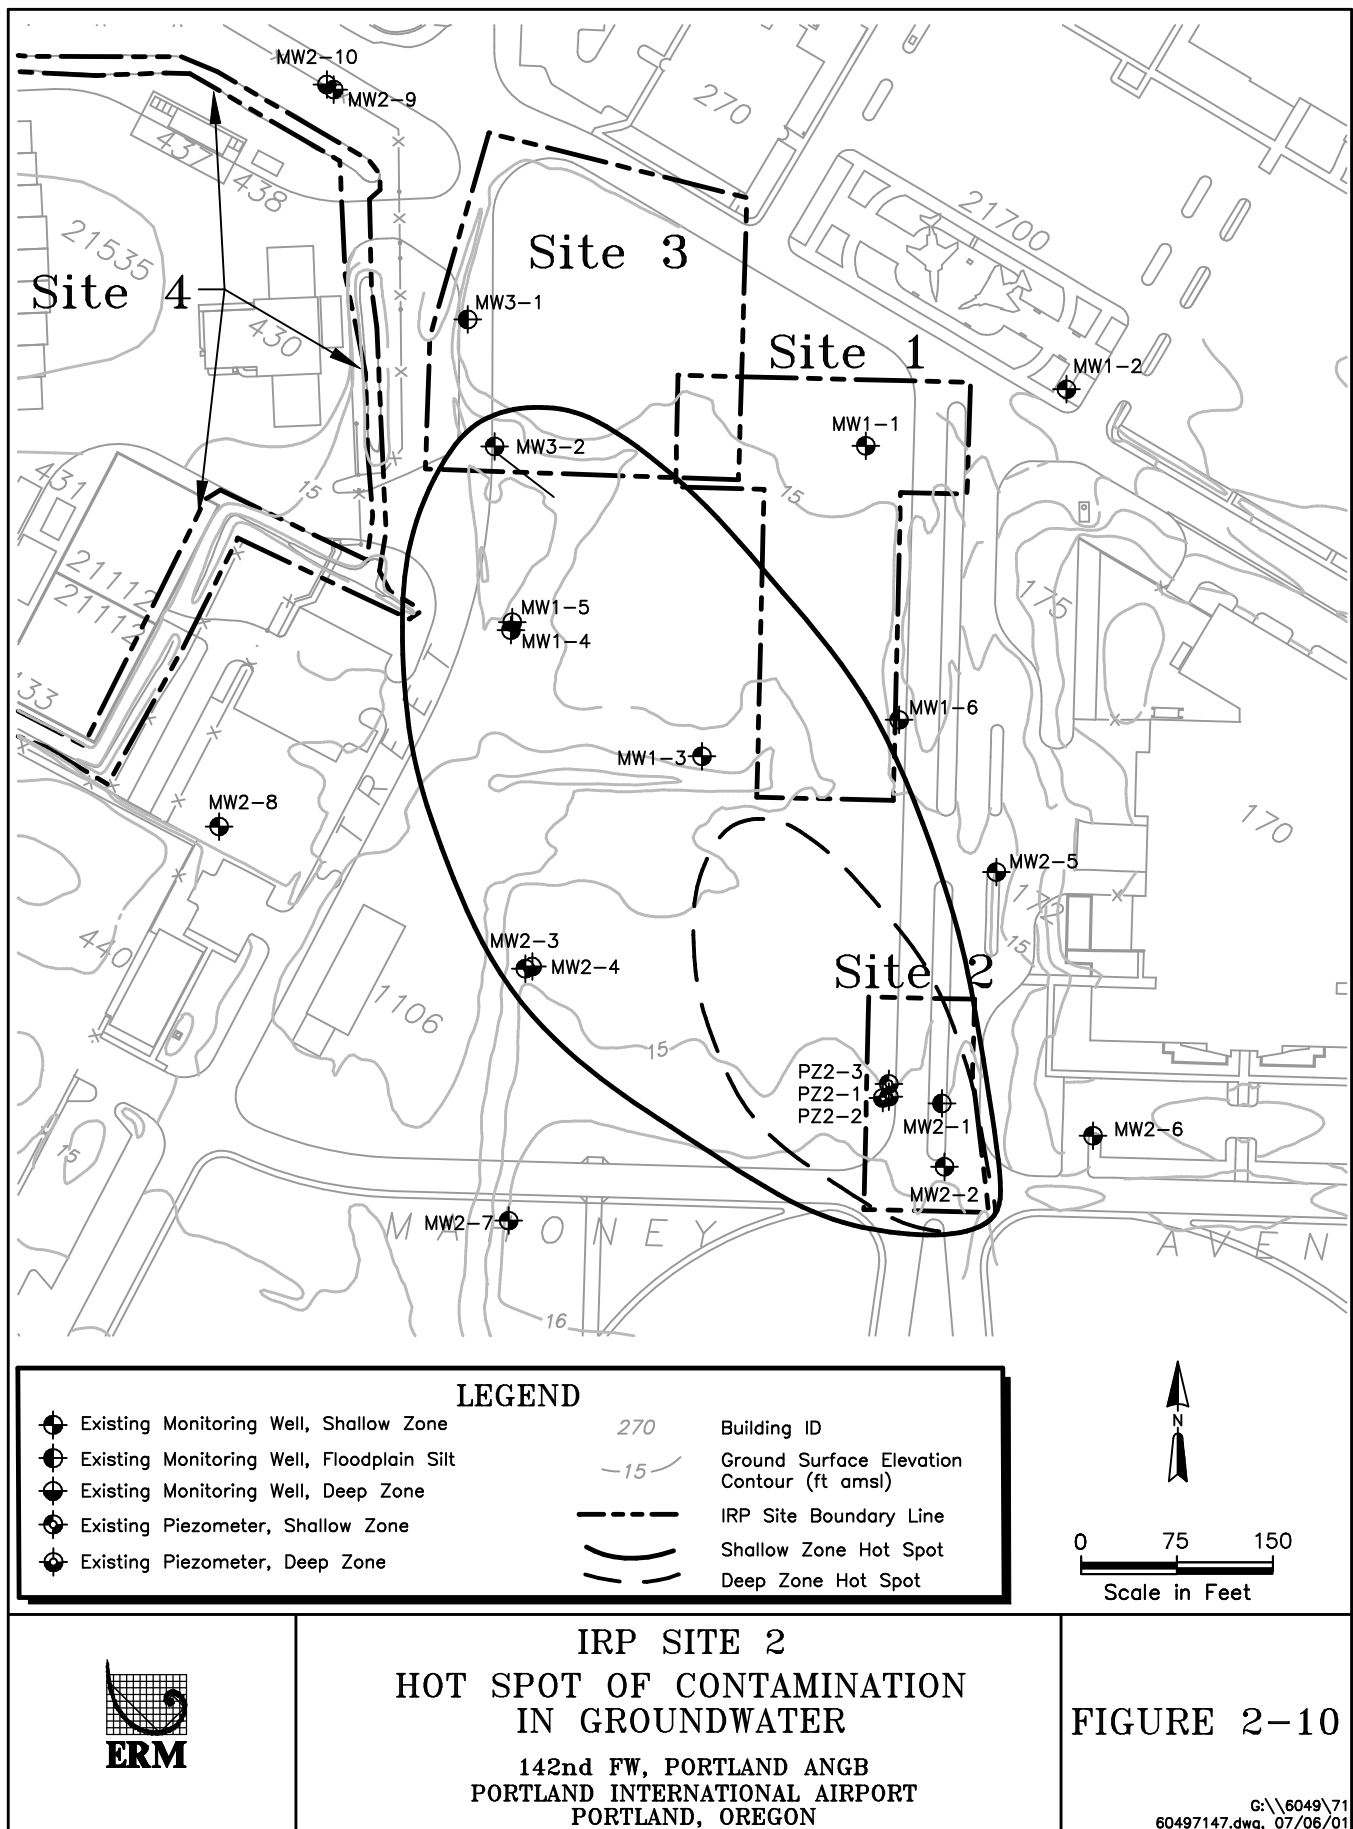 MW2-10
MW2-9
270
437
438
21700
21535
Site 3
Site 4
MW3-1
430
Site 1
MW1-2
MW1-1
MW3-2
431
15
15
21112
21112
175
MW1-5
MW1-4
133
STREET
MW1-6
MW1-3
MW2-8
170
MW2-5
172
440
MW2-3
MW2-4
15
Site 2
1106
15
PZ2-3
PZ2-1
PZ2-2
MW2-1
MW2-6
15
MW2-2
MW2-7
MALONEY AVEN
16
LEGEND
Existing Monitoring Well, Shallow Zone
Existing Monitoring Well, Floodplain Silt
Existing Monitoring Well, Deep Zone
Existing Piezometer, Shallow Zone
Existing Piezometer, Deep Zone
270 Building ID
15 Ground Surface Elevation
Contour (ft amsl)
IRP Site Boundary Line
Shallow Zone Hot Spot
Deep Zone Hot Spot
N
0 75 150
Scale in Feet
ERM
IRP SITE 2
HOT SPOT OF CONTAMINATION
IN GROUNDWATER
142nd FW, PORTLAND ANGB
PORTLAND INTERNATIONAL AIRPORT
PORTLAND, OREGON
FIGURE 2-10
G:\\6049\71
60497147.dwg, 07/06/01